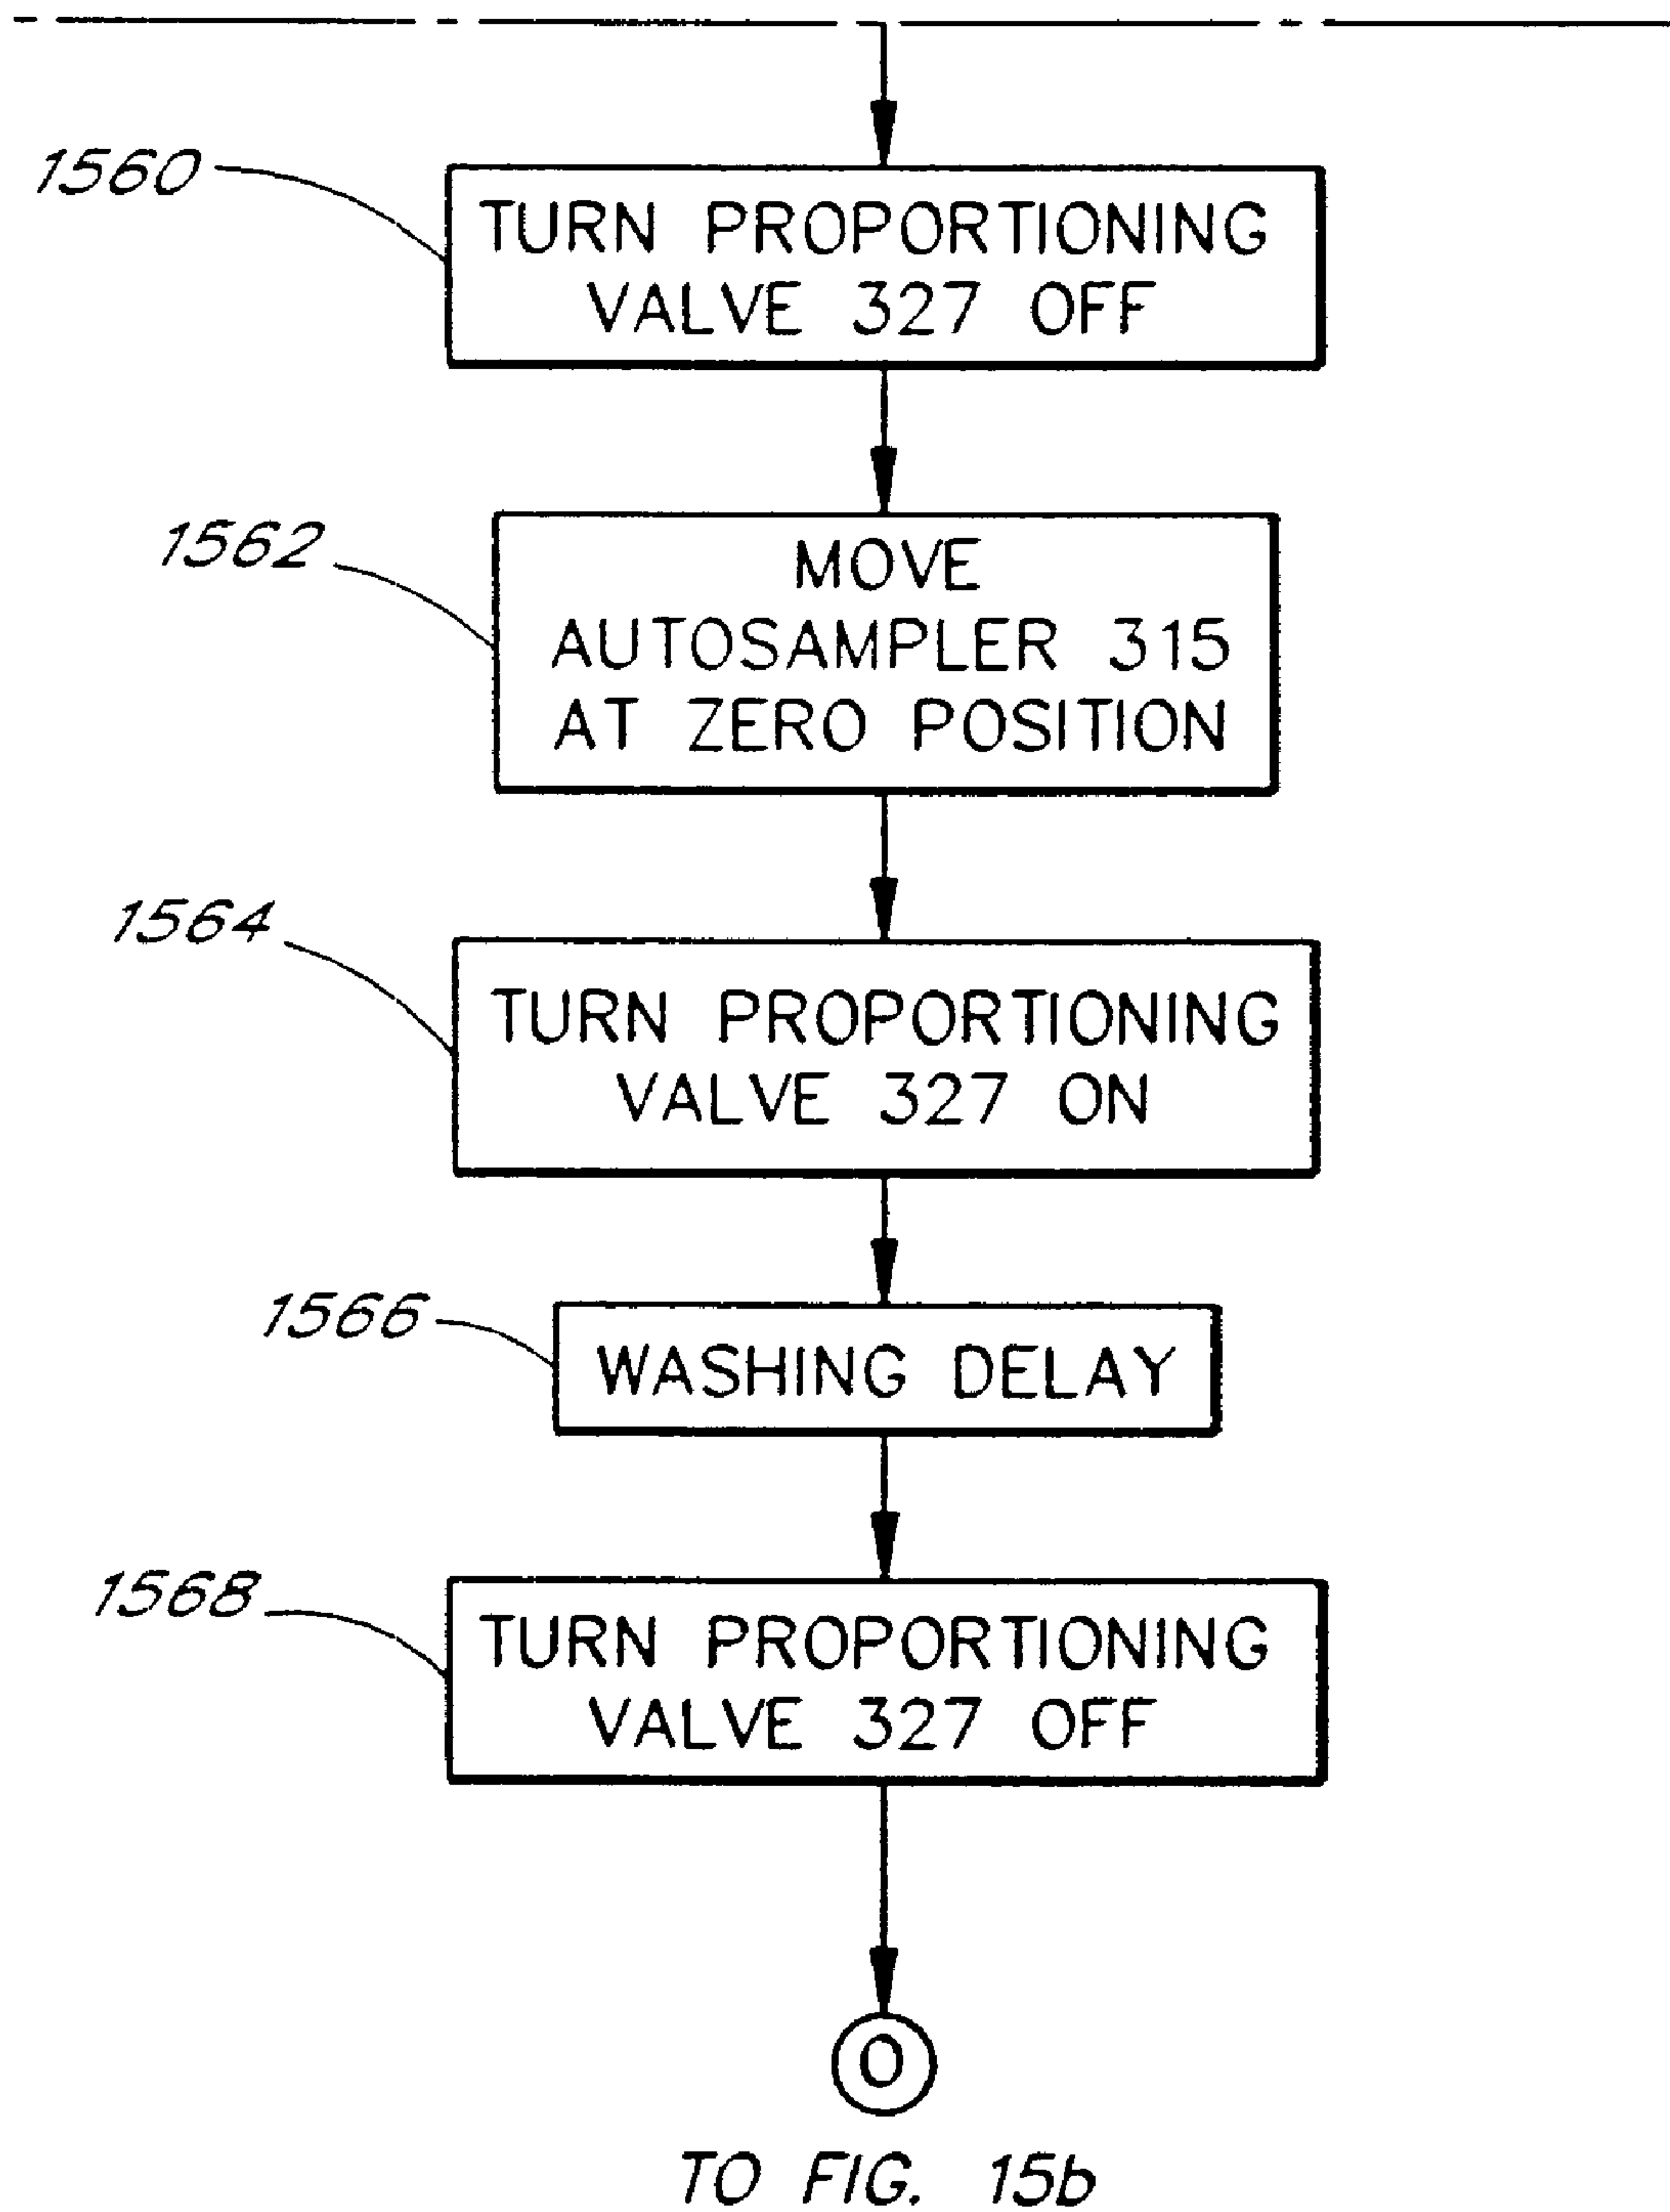 1560
TURN PROPORTIONING
VALVE 327 OFF
1562
MOVE
AUTOSAMPLER 315
AT ZERO POSITION
1564
TURN PROPORTIONING
VALVE 327 ON
1566
WASHING DELAY
1568
TURN PROPORTIONING
VALVE 327 OFF
O
TO FIG. 15b